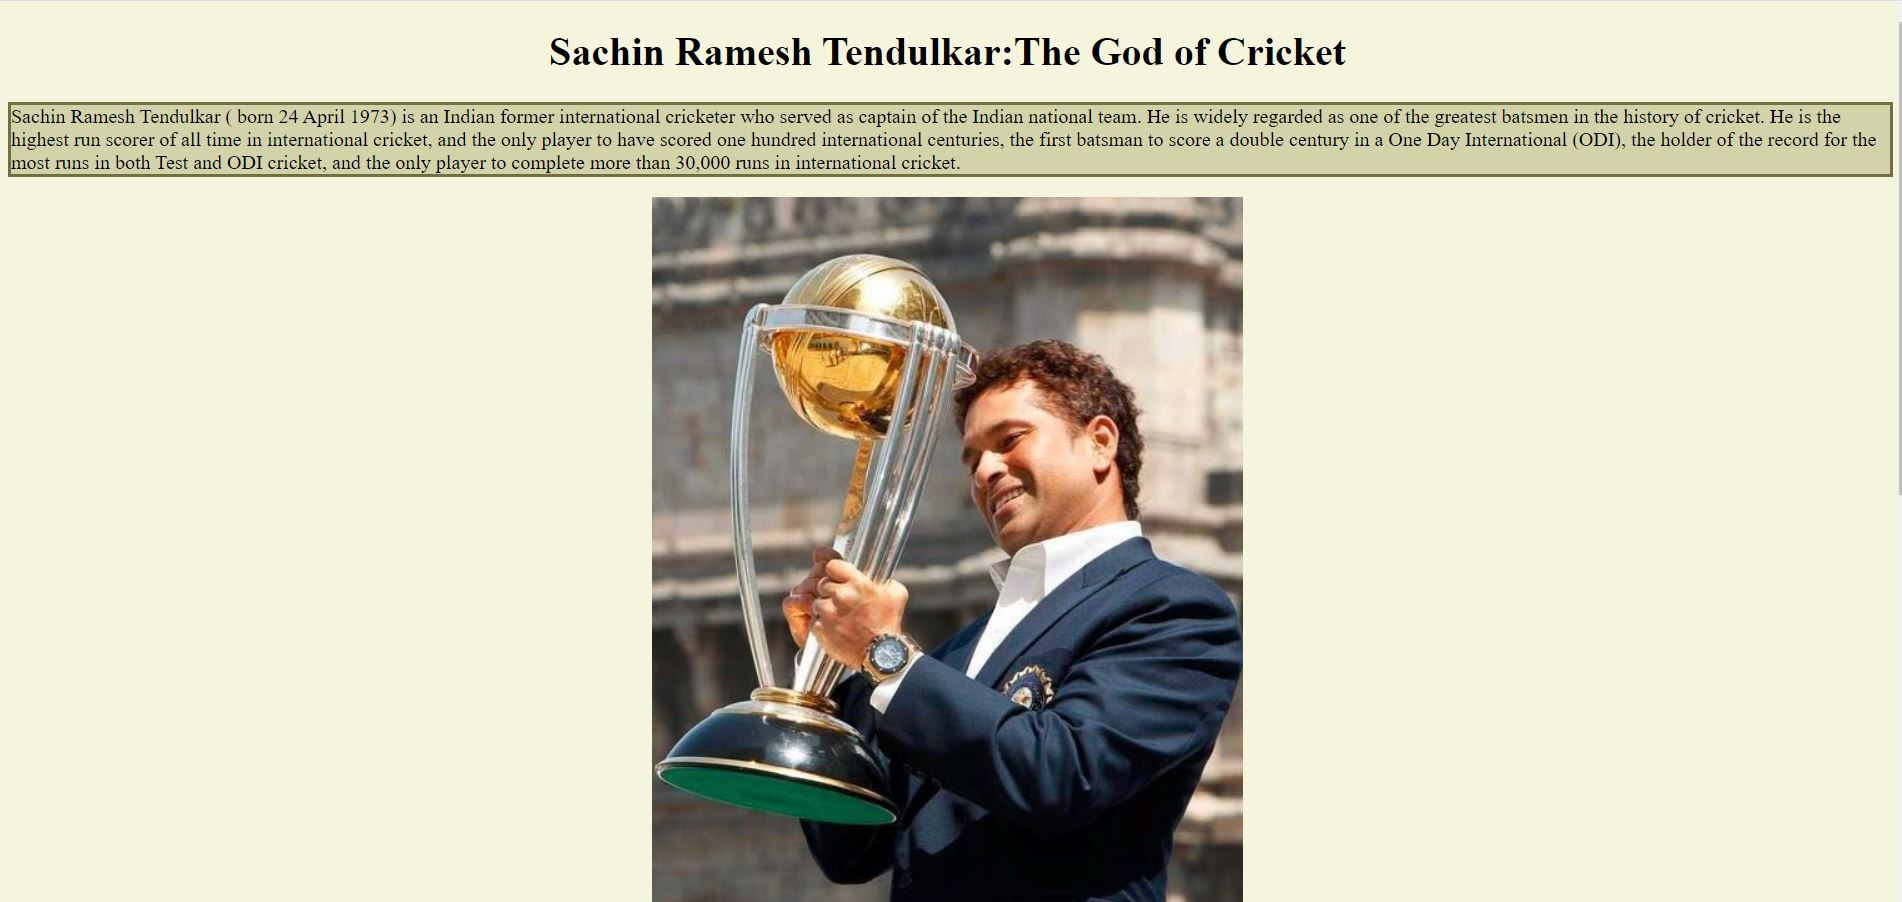 Sachin Ramesh Tendulkar:The God of Cricket
Sachin Ramesh Tendulkar ( born 24 April 1973) is an Indian former international cricketer who served as captain of the Indian national team. He is widely regarded as one of the greatest batsmen in the history of cricket. He is the
highest run scorer of all time in international cricket, and the only player to have scored one hundred international centuries, the first batsman to score a double century in a One Day International (ODI), the holder of the record for the
most runs in both Test and ODI cricket, and the only player to complete more than 30,000 runs in international cricket.